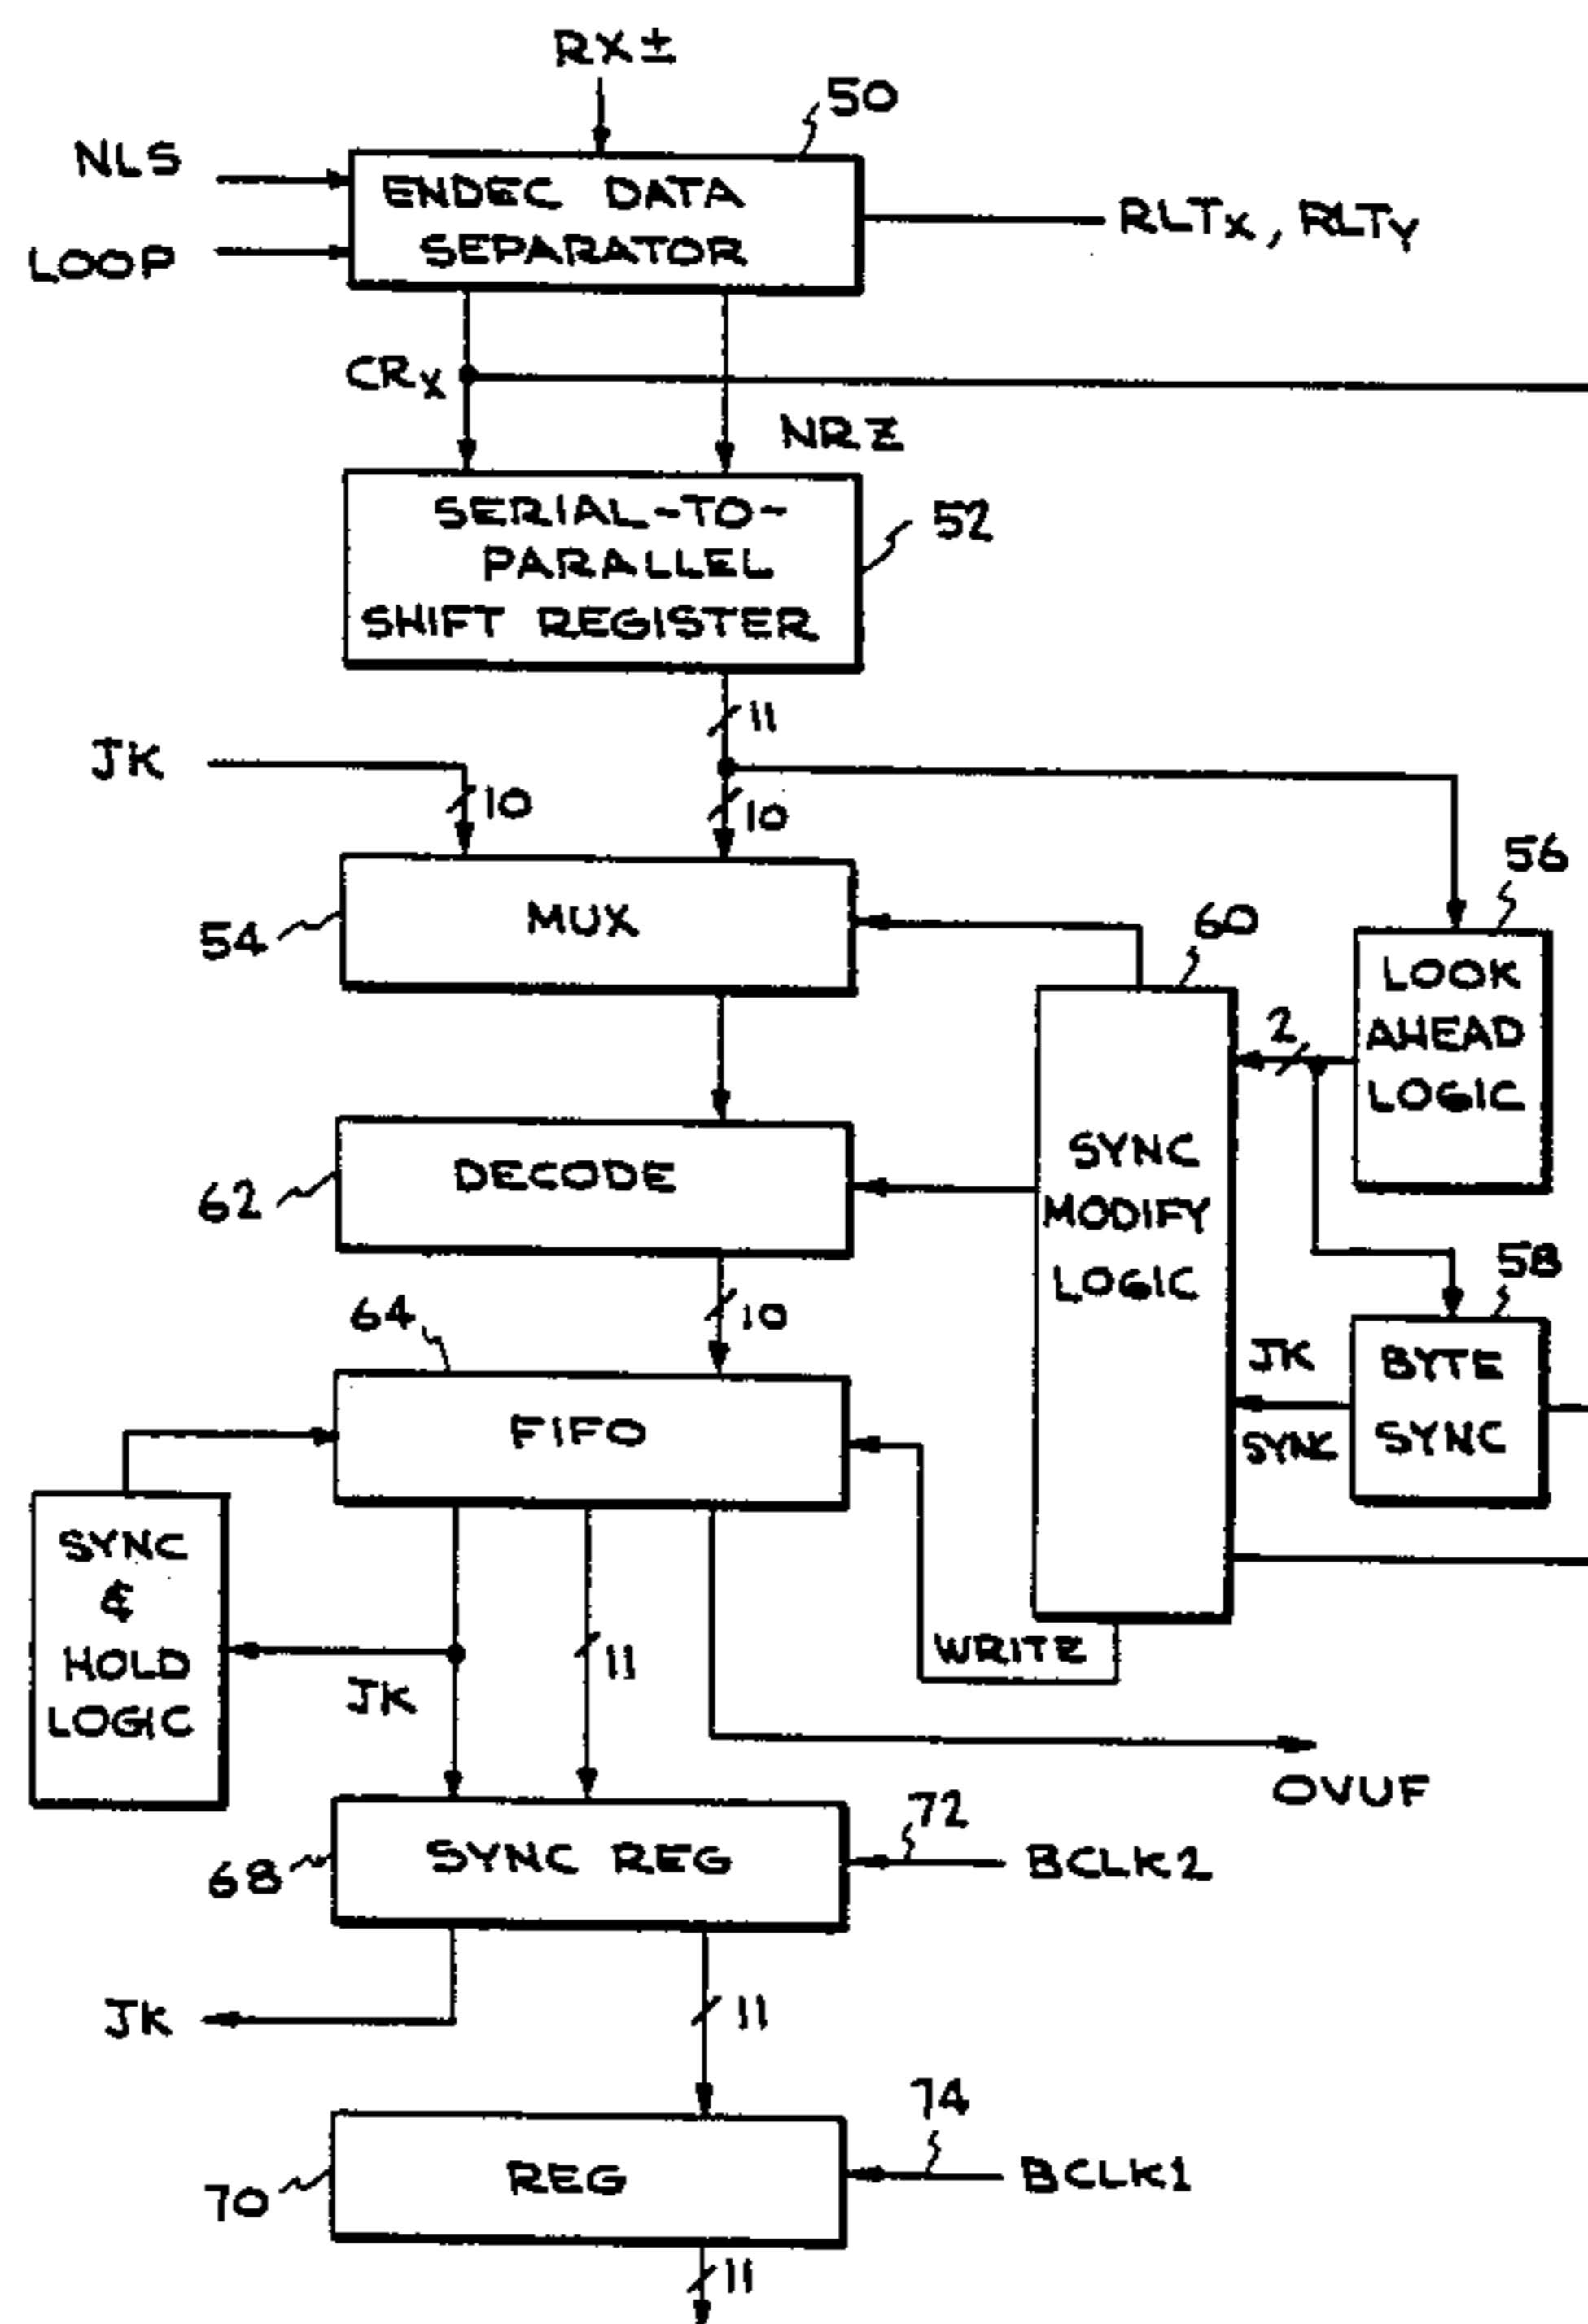 RX±
50
NLS
ENDEC DATA
SEPARATOR
RLTX, RLTY
LOOP
CRX
NRZ
SERIAL-TO-
PARALLEL
SHIFT REGISTER
52
11
JK
10
10
56
MUX
54
60
LOOK
AHEAD
LOGIC
2
SYNC
MODIFY
LOGIC
DECODE
62
58
10
64
JK
SYNC
BYTE
SYNC
FIFO
SYNC
&
HOLD
LOGIC
WRITE
11
JK
OVUF
72
SYNC REG
68
BCLK2
JK
11
74
REG
70
BCLK1
11